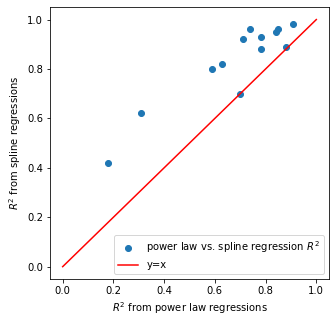 1.0
0.8
0.6
0.4
0.2
0.0
R² from spline regressions
power law vs. spline regression R²
y=x
0.0 0.2 0.4 0.6 0.8 1.0
R² from power law regressions